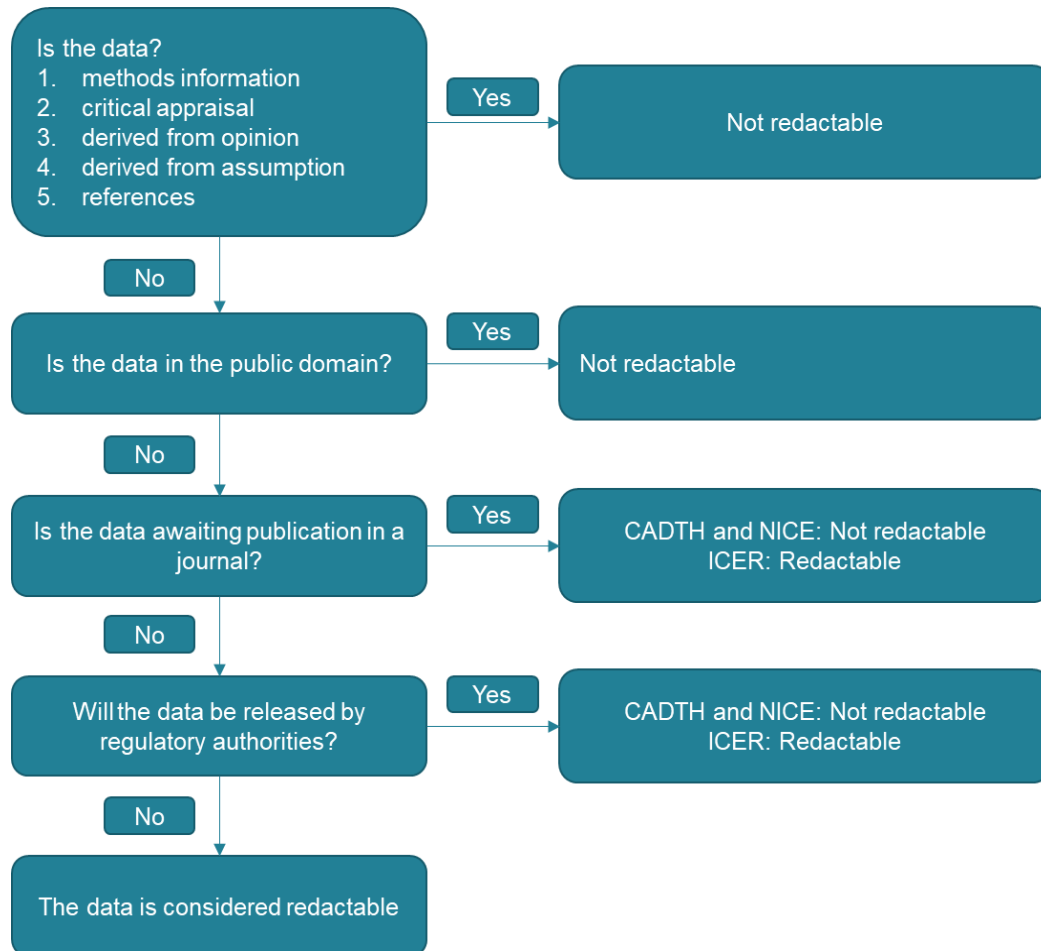 Is the data?
1. methods information
2. critical appraisal
3. derived from opinion
4. derived from assumption
5. references
Yes
Not redactable
No
Is the data in the public domain?
Yes
Not redactable
No
Is the data awaiting publication in a
journal?
Yes
CADTH and NICE: Not redactable
ICER: Redactable
No
Will the data be released by
regulatory authorities?
Yes
CADTH and NICE: Not redactable
ICER: Redactable
No
The data is considered redactable